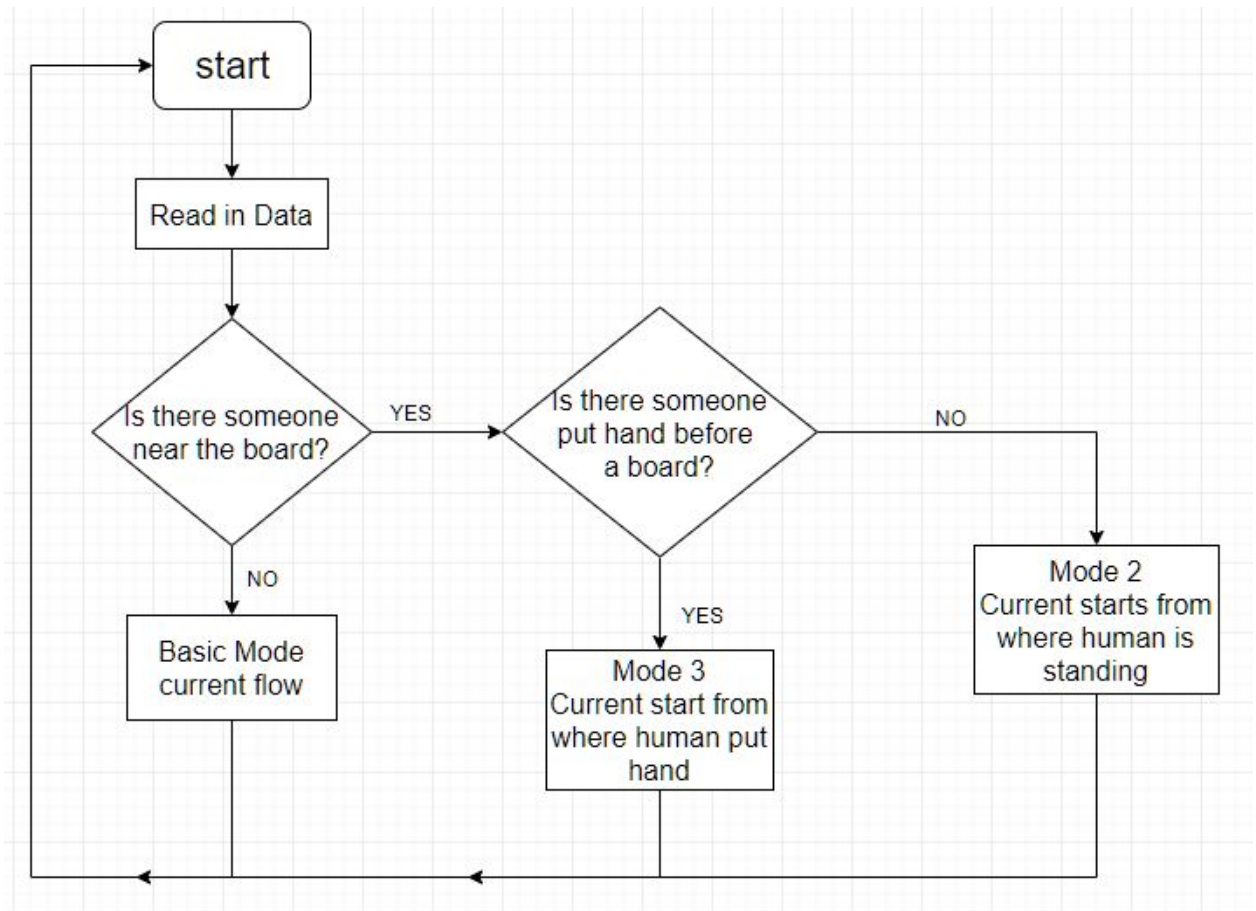 start
Read in Data
Is there someone
near the board?
YES
Is there someone
put hand before
a board?
NO
NO
Basic Mode
current flow
YES
Mode 3
Current start from
where human put
hand
Mode 2
Current starts from
where human is
standing